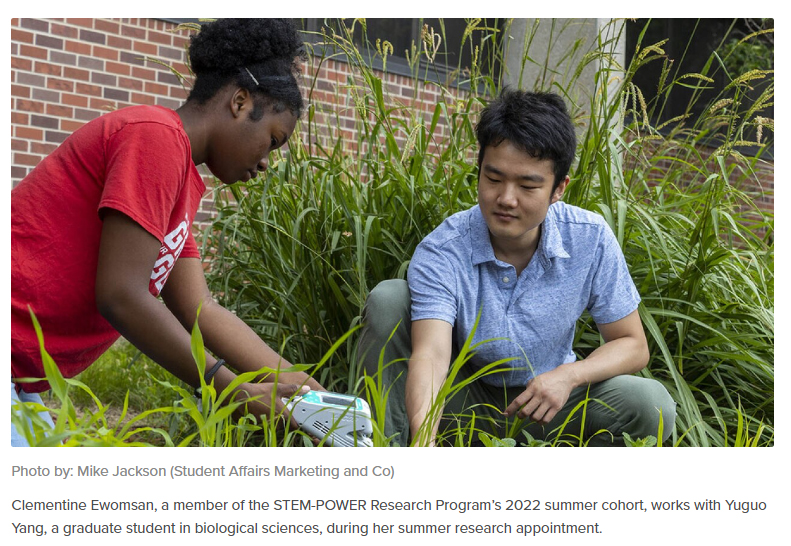 Photo by: Mike Jackson (Student Affairs Marketing and Co)
Clementine Ewomsan, a member of the STEM-POWER Research Program's 2022 summer cohort, works with Yuguo
Yang, a graduate student in biological sciences, during her summer research appointment.